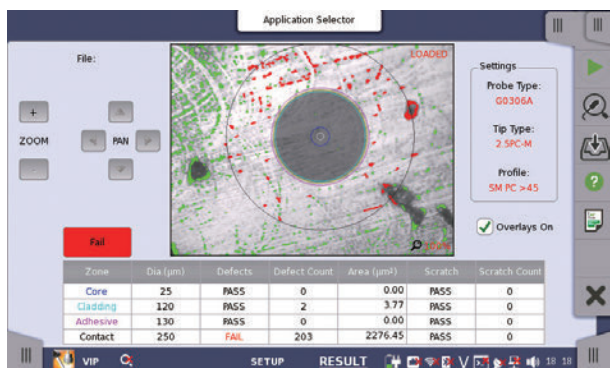 Application Selector
File:
LOADED
Settings
Probe Type:
G0306A
Tip Type:
2.5PC-M
Profile:
SM PC >45
ZOOM
PAN
Overlays On
Fail
Zone Dia.(µm) Defects Defect Count Area (µm²) Scratch Scratch Count
Core 25 PASS 0 0.00 PASS 0
Cladding 120 PASS 2 3.77 PASS 0
Adhesive 130 PASS 0 0.00 PASS 0
Contact 250 FAIL 203 2276.45 PASS 0
VIP SETUP RESULT 18 18